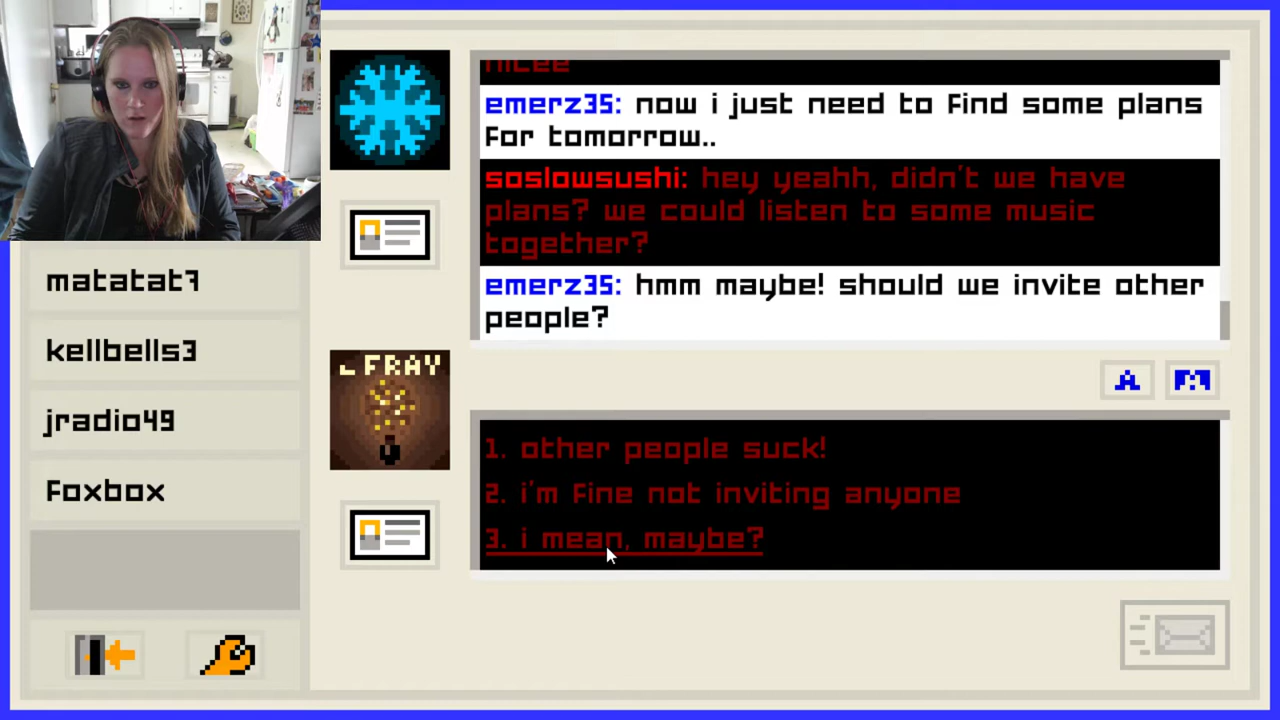 emerz35: now i just need to find some plans
for tomorrow..
soslowsushi: hey yeahh, didn't we have
plans? we could listen to some music
together?
emerz35: hmm maybe! should we invite other
people?
matatat7
kellbells3
jradio49
foxbox
FRAY
A
1. other people suck!
2. i'm fine not inviting anyone
3. i mean, maybe?